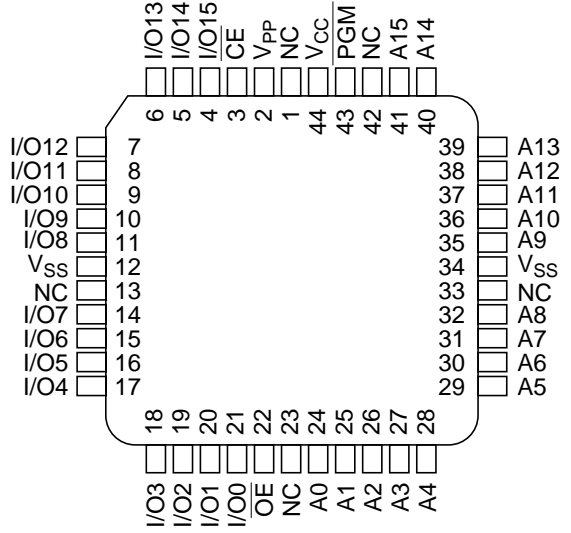 I/O13
I/O14
I/O15
CE
VPP
NC
VCC
PGM
NC
A15
A14
6
5
4
3
2
1
44
43
42
41
40
I/O12 7
I/O11 8
I/O10 9
I/O9 10
I/O8 11
VSS 12
NC 13
I/O7 14
I/O6 15
I/O5 16
I/O4 17
39 A13
38 A12
37 A11
36 A10
35 A9
34 VSS
33 NC
32 A8
31 A7
30 A6
29 A5
18
19
20
21
22
23
24
25
26
27
28
I/O3
I/O2
I/O1
I/O0
OE
NC
A0
A1
A2
A3
A4